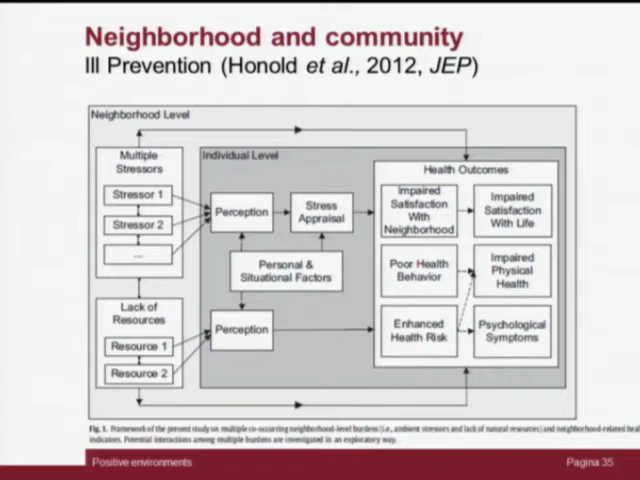 Neighborhood and community
III Prevention (Honold et al., 2012, JEP)
Neighborhood Level
Multiple
Stressors
Stressor 1
Stressor 2
...
Lack of
Resources
Resource 1
Resource 2
Individual Level
Perception
Stress
Appraisal
Personal &
Situational Factors
Perception
Health Outcomes
Impaired
Satisfaction
With
Neighborhood
Impaired
Satisfaction
With Life
Poor Health
Behavior
Impaired
Physical
Health
Enhanced
Health Risk
Psychological
Symptoms
Fig. 1. Framework of the present study on multiple co-occurring neighborhood-level burdens (i.e., ambient stressors and lack of natural resources) and neighborhood-related heal
indicators. Potential interactions among multiple burdens are investigated in an exploratory way.
Positive environments
Pagina 35